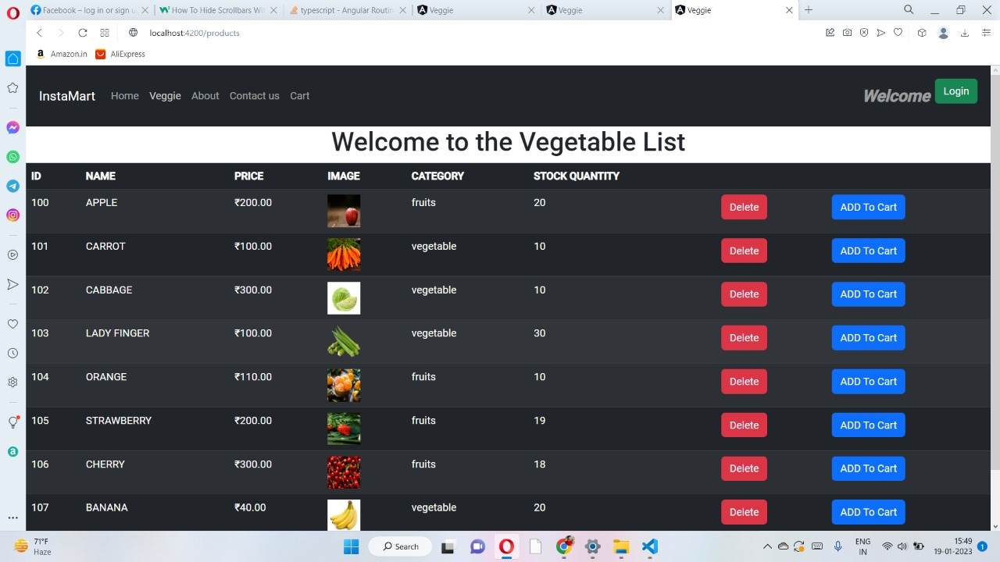 Facebook – log in or sign u
How To Hide Scrollbars Wi
typescript - Angular Routin
Veggie
Veggie
Veggie
localhost:4200/products
Amazon.in
AliExpress
InstaMart Home Veggie About Contact us Cart Welcome Login
Welcome to the Vegetable List
ID NAME PRICE IMAGE CATEGORY STOCK QUANTITY
100 APPLE ₹200.00 fruits 20 Delete ADD To Cart
101 CARROT ₹100.00 vegetable 10 Delete ADD To Cart
102 CABBAGE ₹300.00 vegetable 10 Delete ADD To Cart
103 LADY FINGER ₹100.00 vegetable 30 Delete ADD To Cart
104 ORANGE ₹110.00 fruits 10 Delete ADD To Cart
105 STRAWBERRY ₹200.00 fruits 19 Delete ADD To Cart
106 CHERRY ₹300.00 fruits 18 Delete ADD To Cart
107 BANANA ₹40.00 vegetable 20 Delete ADD To Cart
71°F
Haze
Search
ENG
IN
15:49
19-01-2023
1